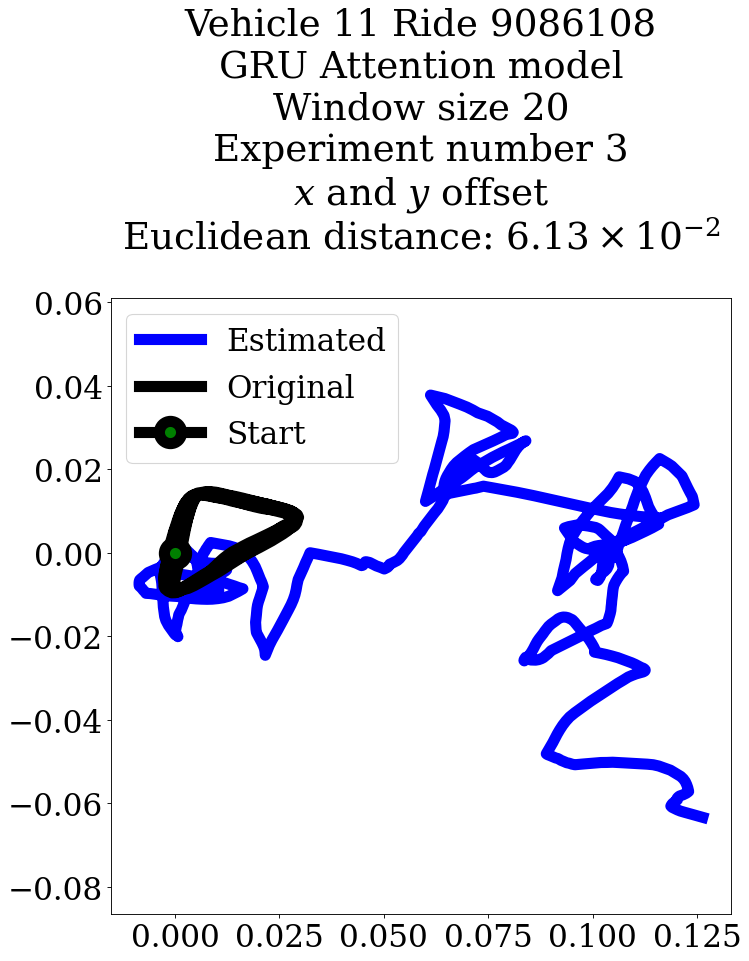 Vehicle 11 Ride 9086108
GRU Attention model
Window size 20
Experiment number 3
x and y offset
Euclidean distance: 6.13 × 10⁻²
Estimated
Original
Start
0.06
0.04
0.02
0.00
−0.02
−0.04
−0.06
−0.08
0.000 0.025 0.050 0.075 0.100 0.125